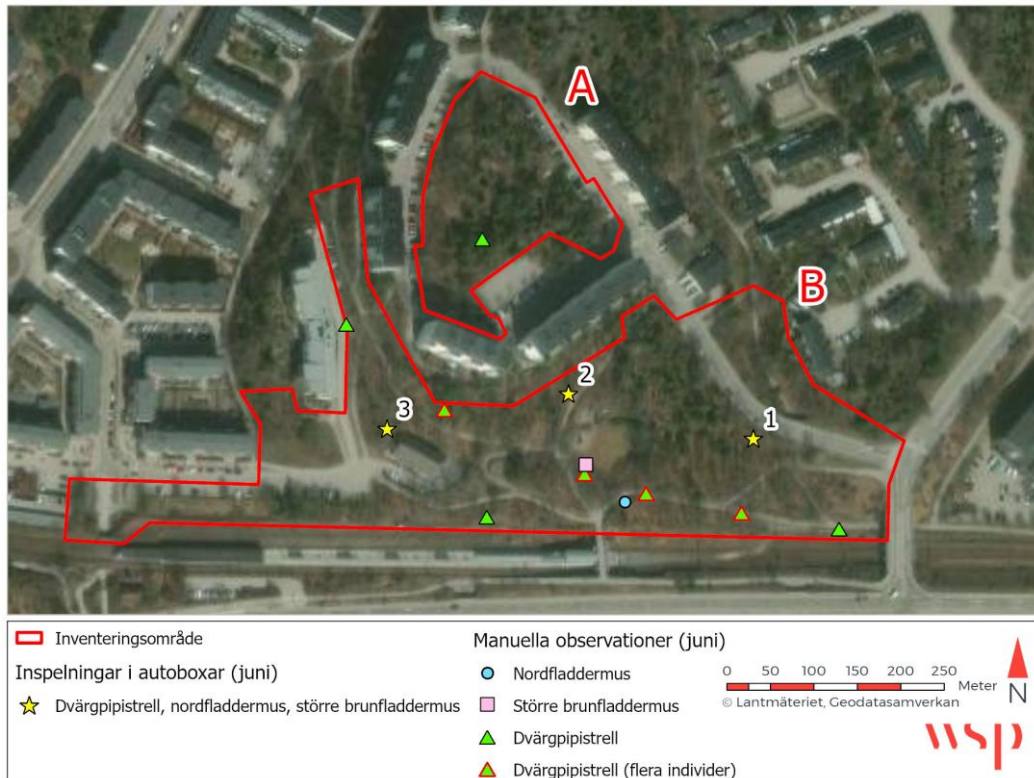 A
B
2
3
1
Inventeringsområde
Inspelningar i autoboxar (juni)
Dvärgpipistrell, nordfladdermus, större brunfladdermus
Manuella observationer (juni)
Nordfladdermus
Större brunfladdermus
Dvärgpipistrell
Dvärgpipistrell (flera individer)
0 50 100 150 200 250
Meter
© Lantmäteriet, Geodatasamverkan
N
wsp